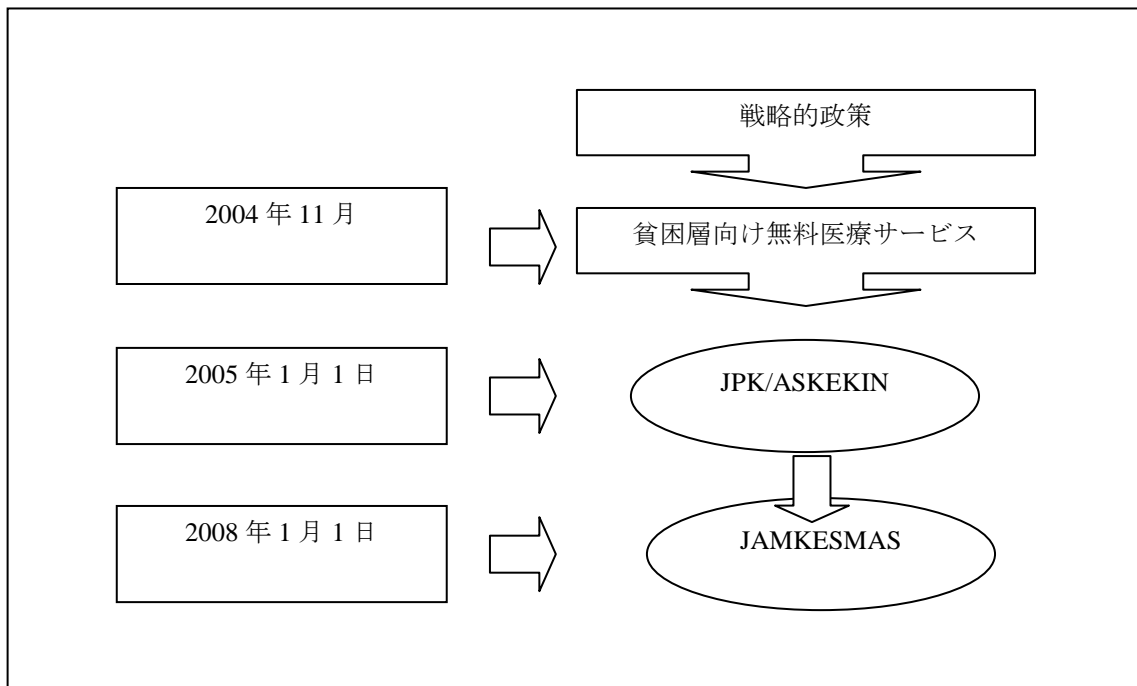 戦略的政策
2004 年 11 月
貧困層向け無料医療サービス
2005 年 1 月 1 日
JPK/ASKEKIN
2008 年 1 月 1 日
JAMKESMAS